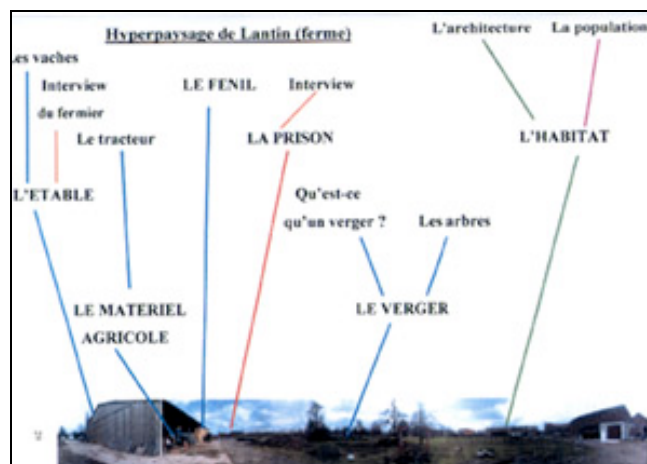 Hyperpaysage de Lantin (ferme)
L'architecture
La population
Les vaches
Interview
du fermier
LE FENIL
Interview
Le tracteur
LA PRISON
L'HABITAT
L'ETABLE
Qu'est-ce
qu'un verger ?
Les arbres
LE MATERIEL
AGRICOLE
LE VERGER